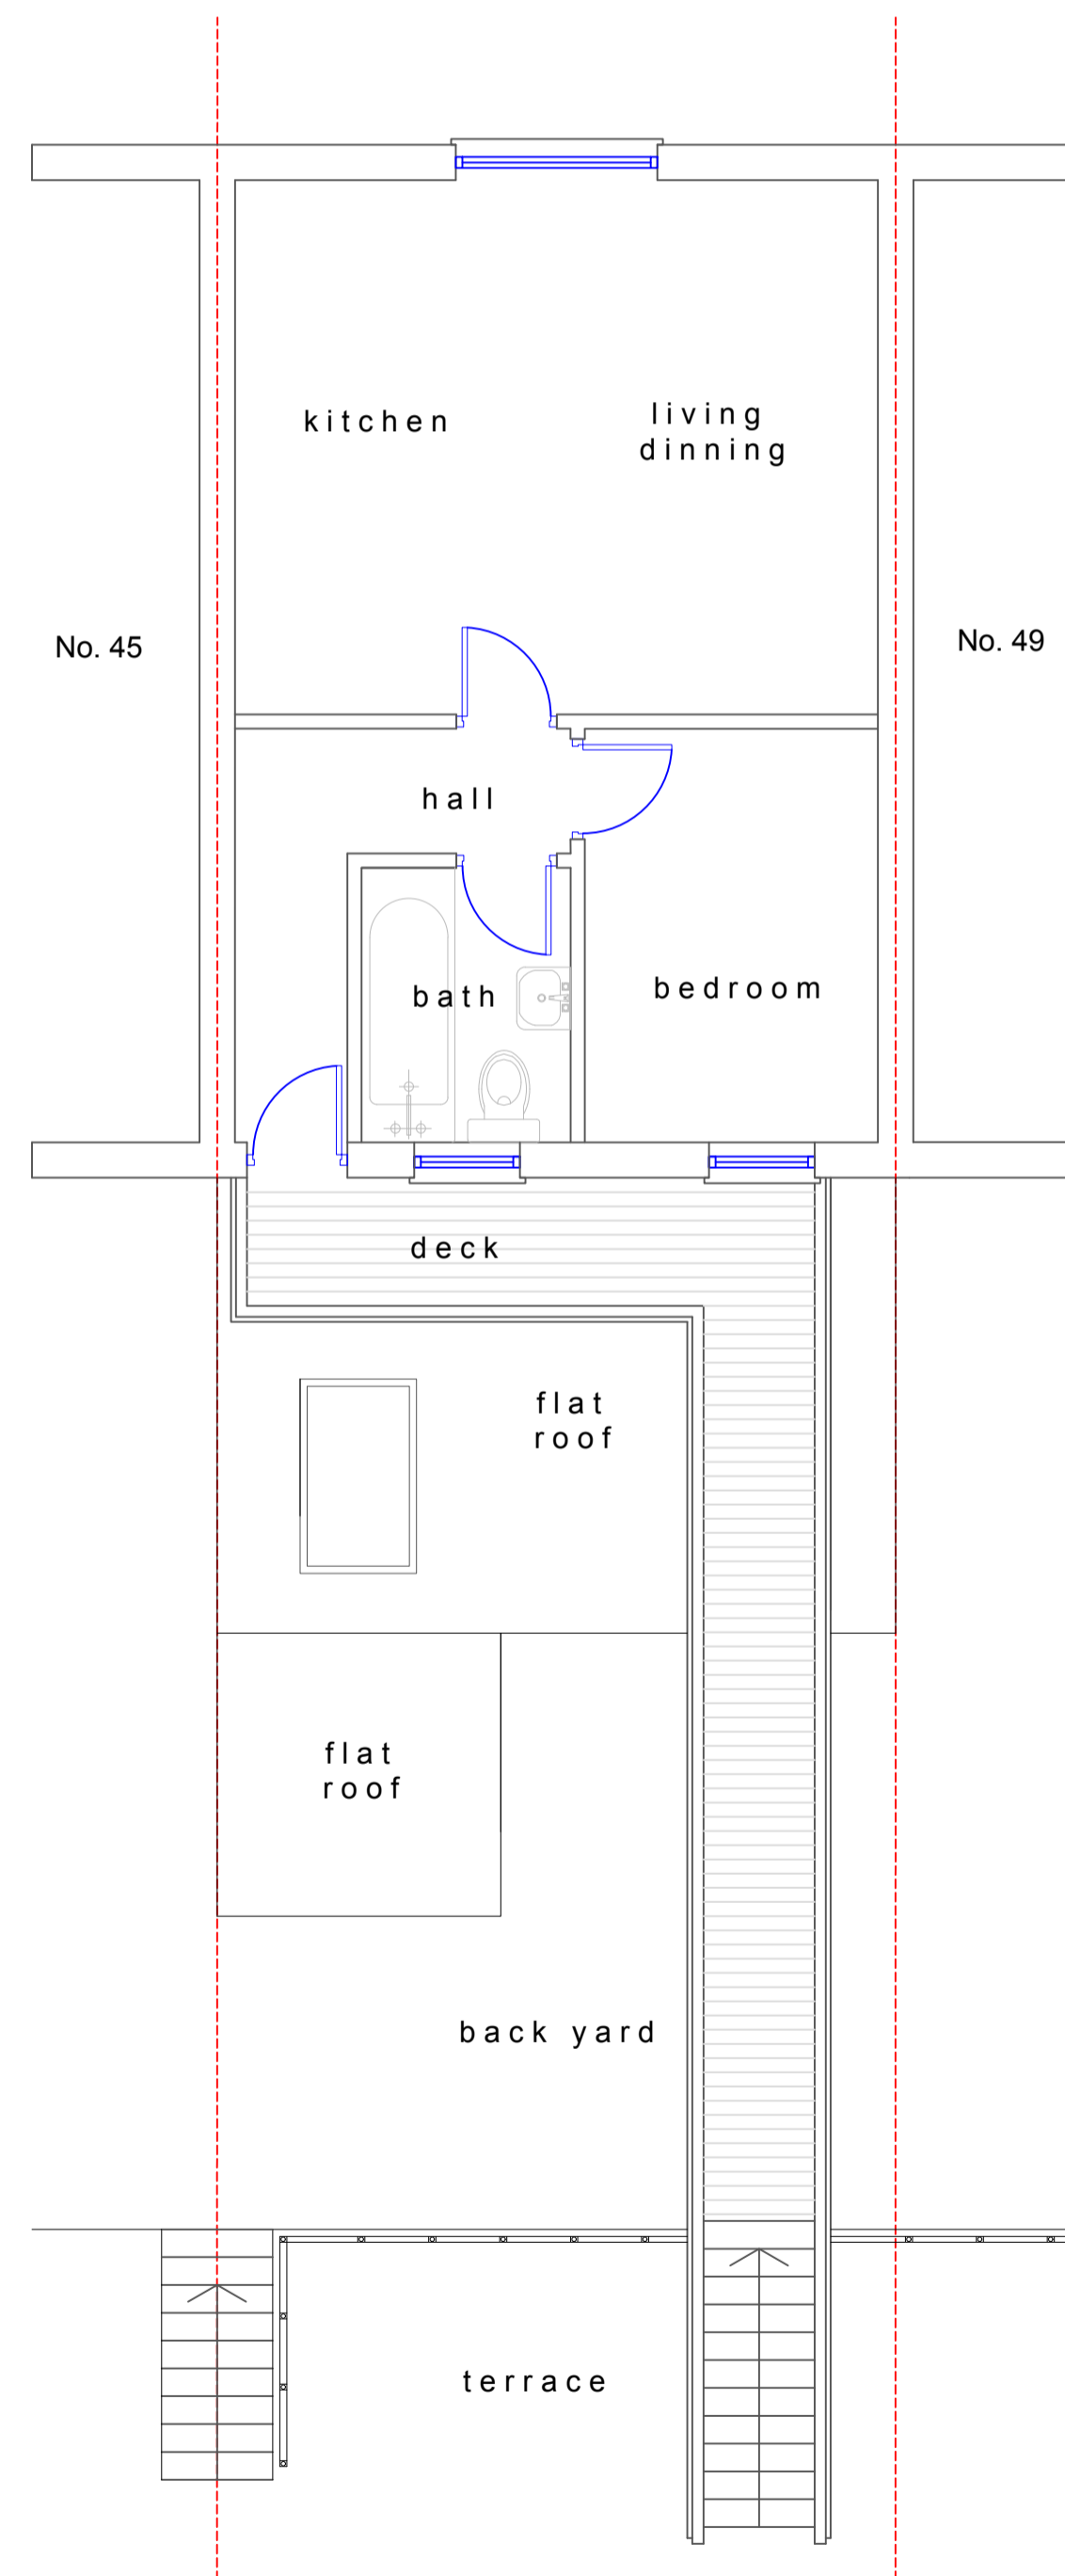 kitchen
living
dinning
No. 45
No. 49
hall
bath
bedroom
deck
flat
roof
flat
roof
back yard
terrace